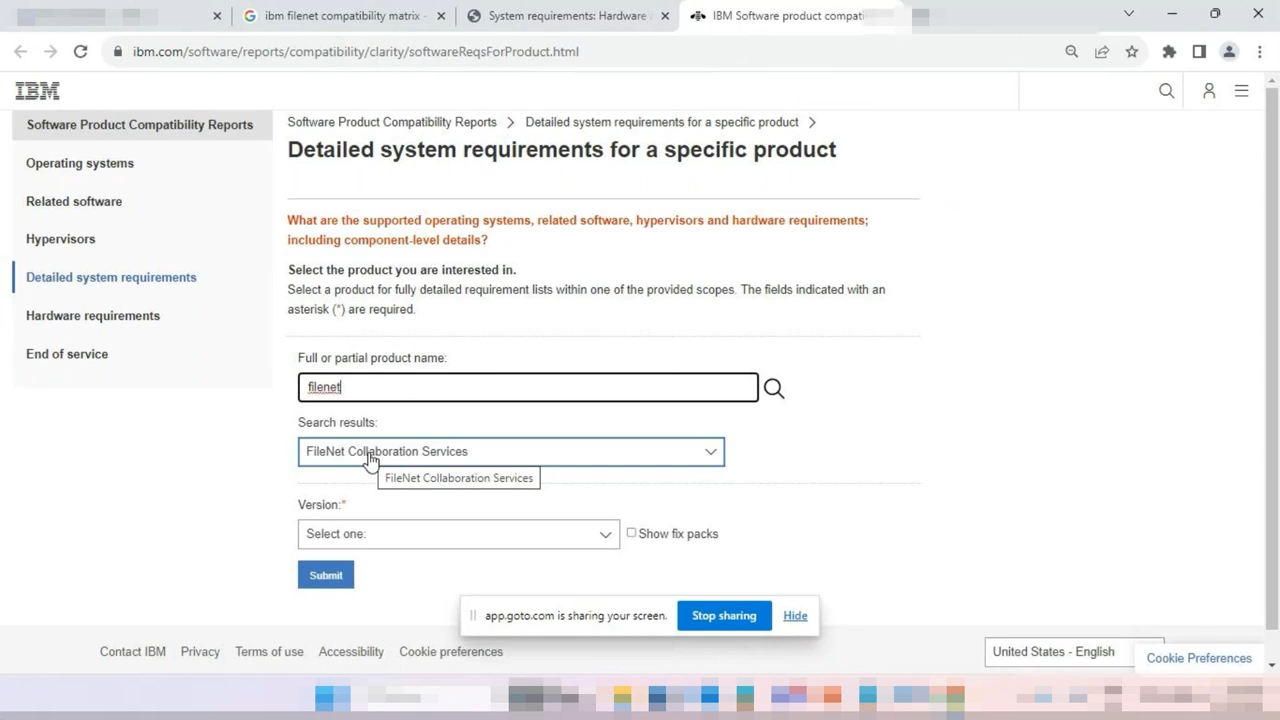 ibm filenet compatibility matrix -
System requirements: Hardware
IBM Software product compati
ibm.com/software/reports/compatibility/clarity/softwareReqsForProduct.html
IBM
Software Product Compatibility Reports
Operating systems
Related software
Hypervisors
Detailed system requirements
Hardware requirements
End of service
Software Product Compatibility Reports > Detailed system requirements for a specific product >
Detailed system requirements for a specific product
What are the supported operating systems, related software, hypervisors and hardware requirements;
including component-level details?
Select the product you are interested in.
Select a product for fully detailed requirement lists within one of the provided scopes. The fields indicated with an
asterisk (*) are required.
Full or partial product name:
filenet
Search results:
FileNet Collaboration Services
FileNet Collaboration Services
Version:*
Select one:
Show fix packs
Submit
app.goto.com is sharing your screen.
Stop sharing
Hide
Contact IBM
Privacy
Terms of use
Accessibility
Cookie preferences
United States - English
Cookie Preferences